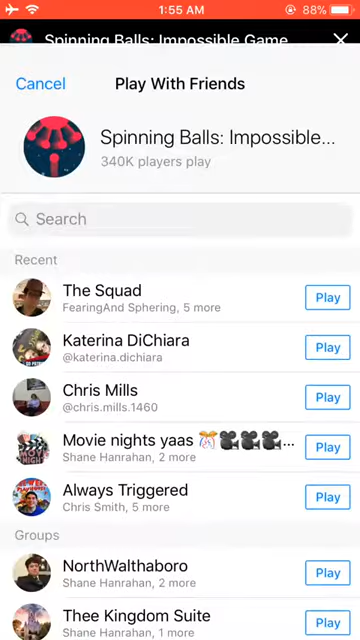 1:55 AM
88%
Spinning Balls: Impossible Game
Cancel
Play With Friends
Spinning Balls: Impossible...
340K players play
Search
Recent
The Squad
FearingAnd Sphering, 5 more
Play
Katerina DiChiara
@katerina.dichiara
Play
Chris Mills
@chris.mills.1460
Play
Movie nights yaas 🎊🎥🎥🎥...
Shane Hanrahan, 2 more
Play
Always Triggered
Chris Smith, 5 more
Play
Groups
NorthWalthaboro
Shane Hanrahan, 2 more
Play
Thee Kingdom Suite
Shane Hanrahan, 1 more
Play